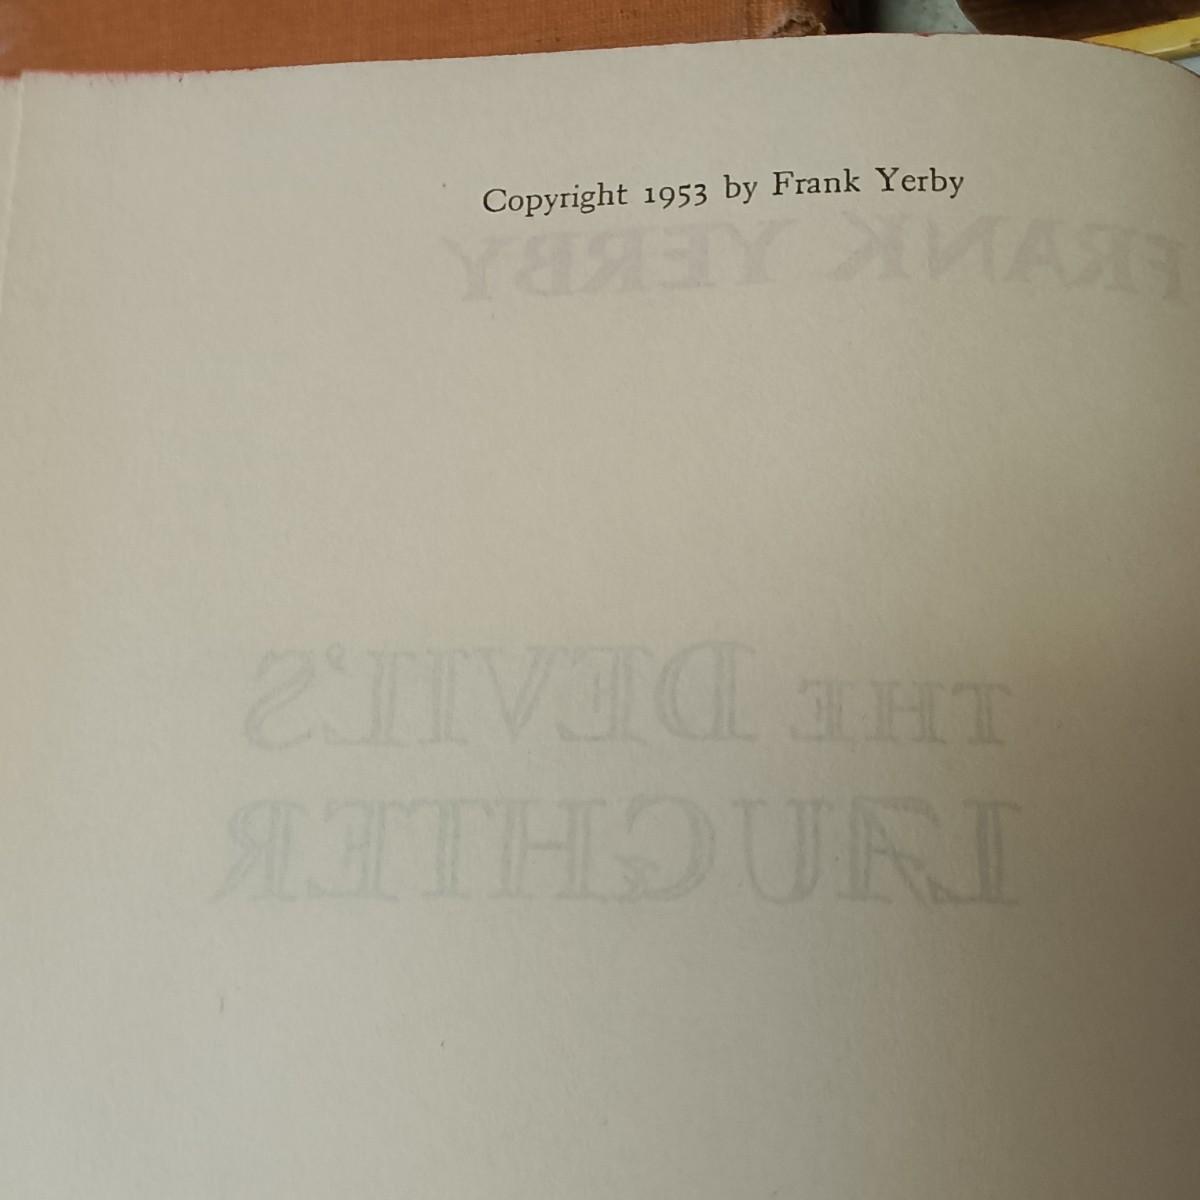 Copyright 1953 by Frank Yerby
FRANK YERBY
THE DEVIL'S
LAUGHTER